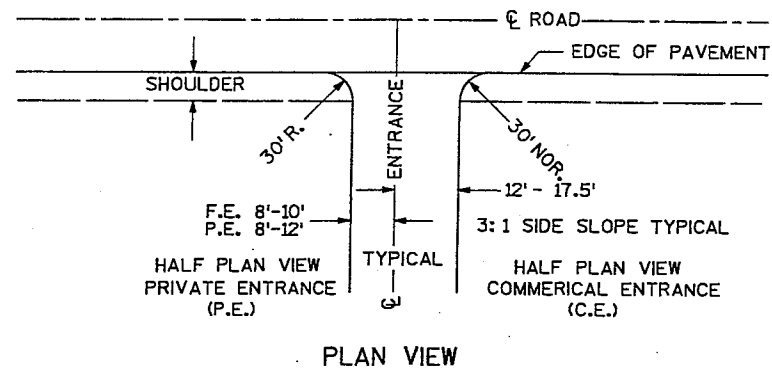 ℄ ROAD
EDGE OF PAVEMENT
SHOULDER
ENTRANCE
30'R.
30'NOR.
12' - 17.5'
F.E. 8'-10'
P.E. 8'-12'
3:1 SIDE SLOPE TYPICAL
TYPICAL
HALF PLAN VIEW
PRIVATE ENTRANCE
(P.E.)
HALF PLAN VIEW
COMMERICAL ENTRANCE
(C.E.)
℄
PLAN VIEW